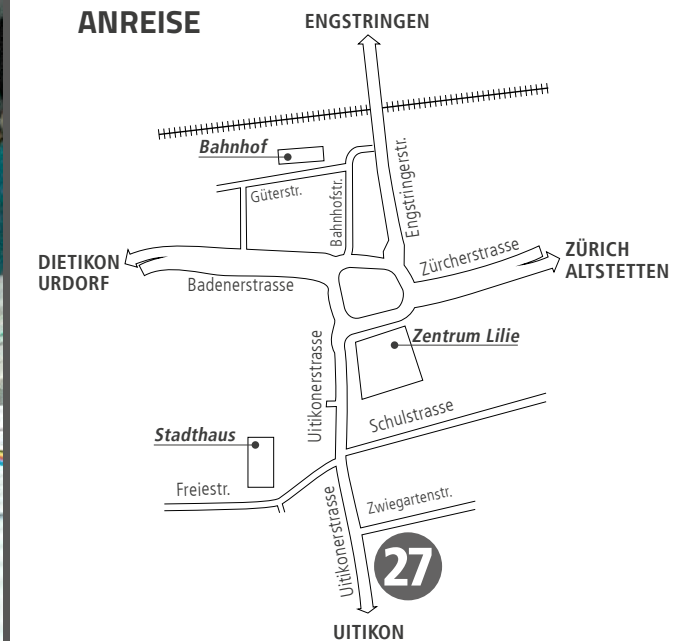 ANREISE
ENGSTRINGEN
Bahnhof
Güterstr.
Bahnhofstr.
Engstringerstr.
DIETIKON
URDORF
Badenerstrasse
Zürcherstrasse
ZÜRICH
ALTSTETTEN
Zentrum Lilie
Uitikonerstrasse
Schulstrasse
Stadthaus
Freiestr.
Uitikonerstrasse
Zwiegartenstr.
27
UITIKON